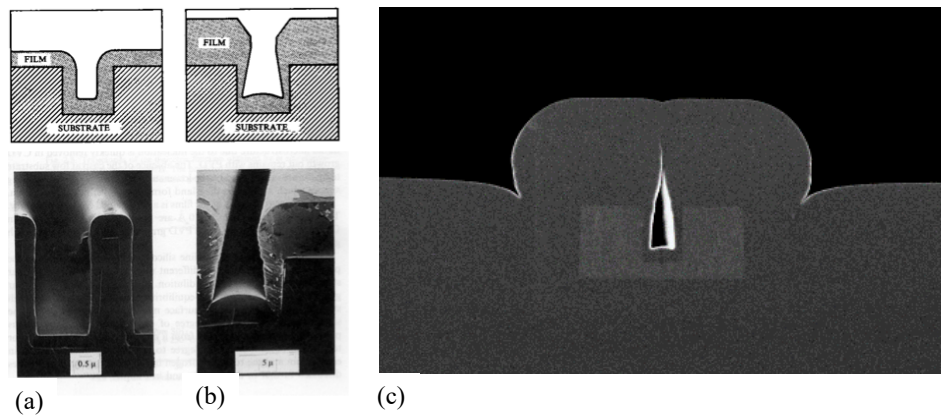 FILM
SUBSTRATE
FILM
SUBSTRATE
0.5 μ
5 μ
(a)
(b)
(c)